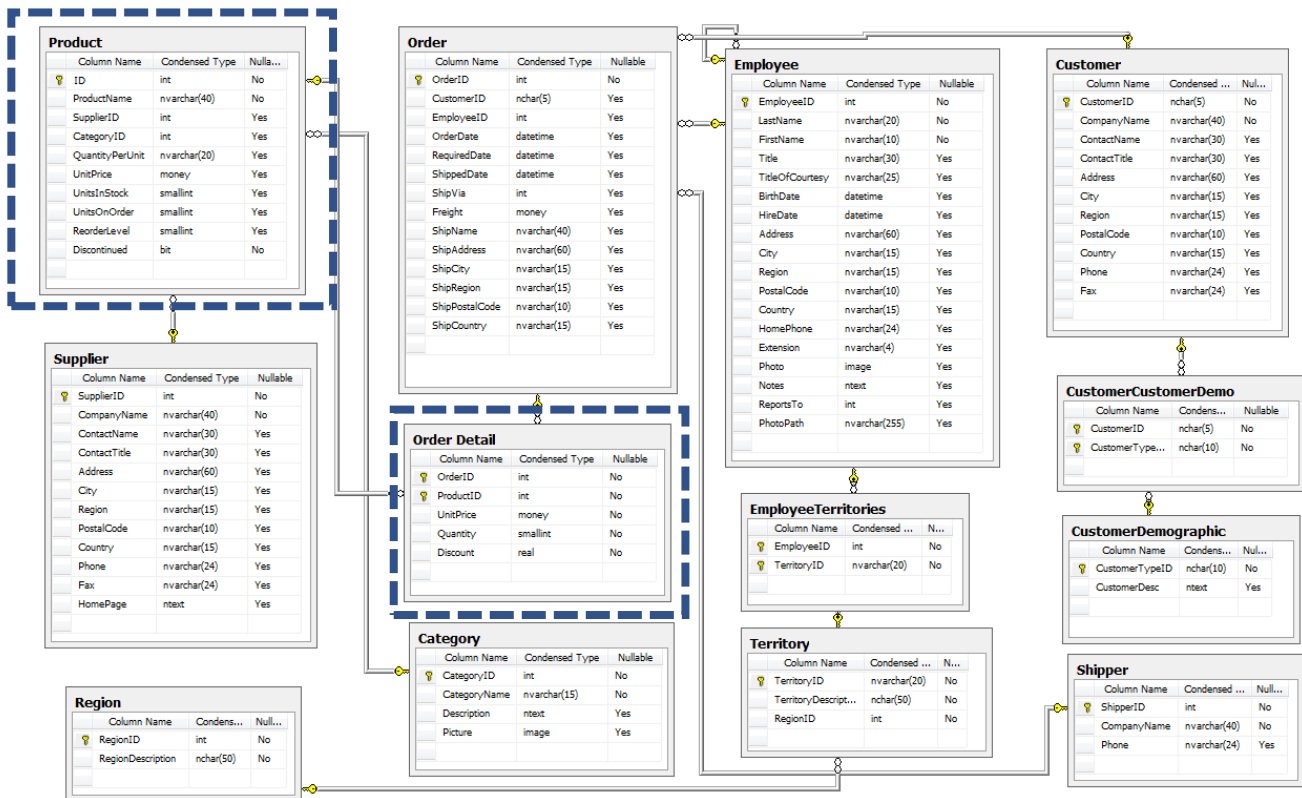 Product
Column Name Condensed Type Nulla...
ID int No
ProductName nvarchar(40) No
SupplierID int Yes
CategoryID int Yes
QuantityPerUnit nvarchar(20) Yes
UnitPrice money Yes
UnitsInStock smallint Yes
UnitsOnOrder smallint Yes
ReorderLevel smallint Yes
Discontinued bit No
Order
Column Name Condensed Type Nullable
OrderID int No
CustomerID nchar(5) Yes
EmployeeID int Yes
OrderDate datetime Yes
RequiredDate datetime Yes
ShippedDate datetime Yes
ShipVia int Yes
Freight money Yes
ShipName nvarchar(40) Yes
ShipAddress nvarchar(60) Yes
ShipCity nvarchar(15) Yes
ShipRegion nvarchar(15) Yes
ShipPostalCode nvarchar(10) Yes
ShipCountry nvarchar(15) Yes
Employee
Column Name Condensed Type Nullable
EmployeeID int No
LastName nvarchar(20) No
FirstName nvarchar(10) No
Title nvarchar(30) Yes
TitleOfCourtesy nvarchar(25) Yes
BirthDate datetime Yes
HireDate datetime Yes
Address nvarchar(60) Yes
City nvarchar(15) Yes
Region nvarchar(15) Yes
PostalCode nvarchar(10) Yes
Country nvarchar(15) Yes
HomePhone nvarchar(24) Yes
Extension nvarchar(4) Yes
Photo image Yes
Notes ntext Yes
ReportsTo int Yes
PhotoPath nvarchar(255) Yes
Customer
Column Name Condensed ... Nul...
CustomerID nchar(5) No
CompanyName nvarchar(40) No
ContactName nvarchar(30) Yes
ContactTitle nvarchar(30) Yes
Address nvarchar(60) Yes
City nvarchar(15) Yes
Region nvarchar(15) Yes
PostalCode nvarchar(10) Yes
Country nvarchar(15) Yes
Phone nvarchar(24) Yes
Fax nvarchar(24) Yes
Supplier
Column Name Condensed Type Nullable
SupplierID int No
CompanyName nvarchar(40) No
ContactName nvarchar(30) Yes
ContactTitle nvarchar(30) Yes
Address nvarchar(60) Yes
City nvarchar(15) Yes
Region nvarchar(15) Yes
PostalCode nvarchar(10) Yes
Country nvarchar(15) Yes
Phone nvarchar(24) Yes
Fax nvarchar(24) Yes
HomePage ntext Yes
Order Detail
Column Name Condensed Type Nullable
OrderID int No
ProductID int No
UnitPrice money No
Quantity smallint No
Discount real No
CustomerCustomerDemo
Column Name Condens... Nullable
CustomerID nchar(5) No
CustomerType... nchar(10) No
EmployeeTerritories
Column Name Condensed ... N...
EmployeeID int No
TerritoryID nvarchar(20) No
CustomerDemographic
Column Name Condens... Nul...
CustomerTypeID nchar(10) No
CustomerDesc ntext Yes
Category
Column Name Condensed Type Nullable
CategoryID int No
CategoryName nvarchar(15) No
Description ntext Yes
Picture image Yes
Territory
Column Name Condensed ... N...
TerritoryID nvarchar(20) No
TerritoryDescript... nchar(50) No
RegionID int No
Shipper
Column Name Condensed ... Null...
ShipperID int No
CompanyName nvarchar(40) No
Phone nvarchar(24) Yes
Region
Column Name Condens... Null...
RegionID int No
RegionDescription nchar(50) No